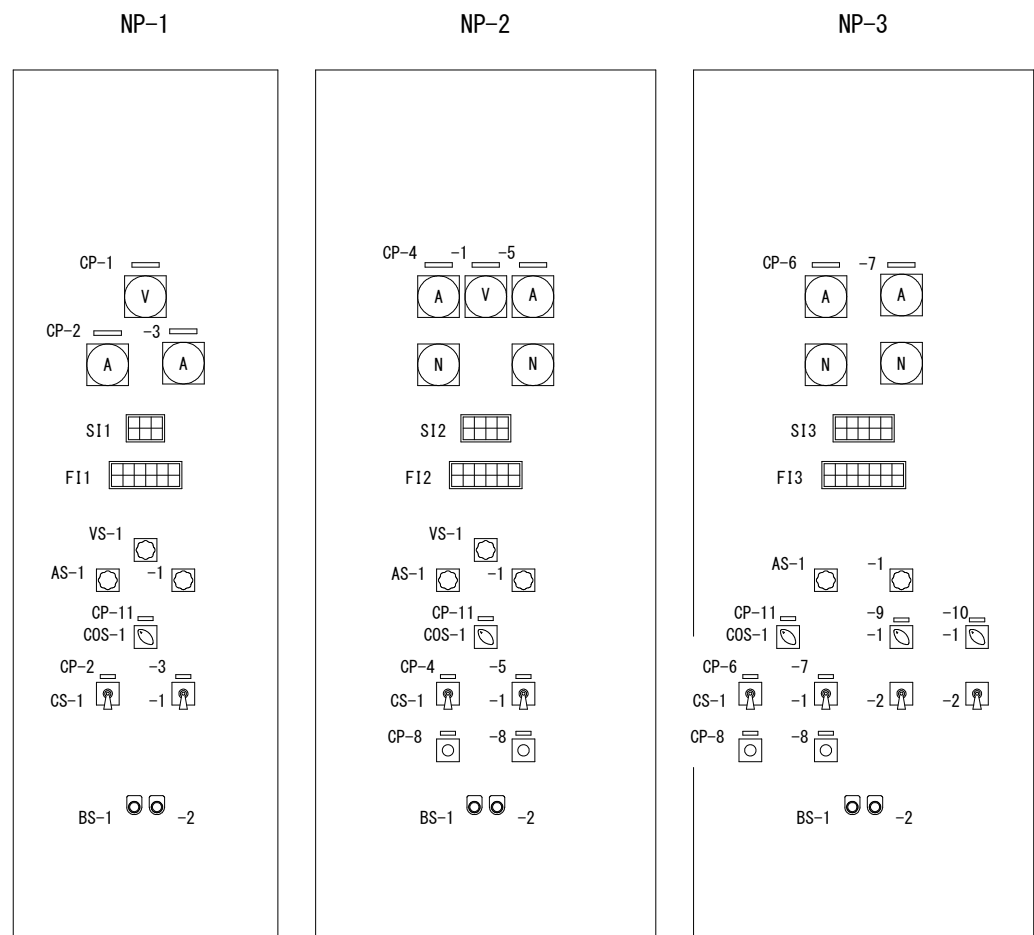 NP-1
NP-2
NP-3
CP-1
V
CP-2
-3
A
A
SI1
FI1
VS-1
AS-1
-1
CP-11
COS-1
CP-2
-3
CS-1
-1
BS-1
-2
CP-4
-1
-5
A
V
A
N
N
SI2
FI2
VS-1
AS-1
-1
CP-11
COS-1
CP-4
-5
CS-1
-1
CP-8
-8
BS-1
-2
CP-6
-7
A
A
N
N
SI3
FI3
AS-1
-1
CP-11
-9
-10
COS-1
-1
-1
CP-6
-7
CS-1
-1
-2
-2
CP-8
-8
BS-1
-2